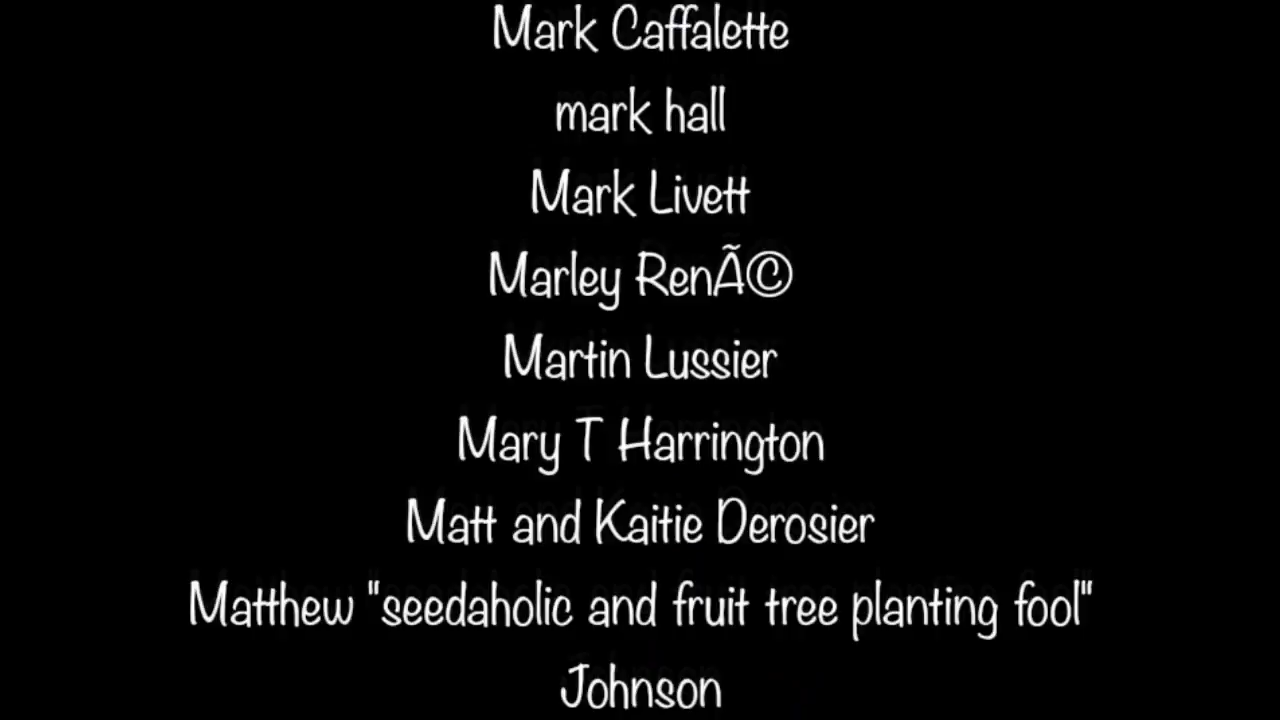 Mark Caffalette
mark hall
Mark Livett
Marley RenÃ©
Martin Lussier
Mary T Harrington
Matt and Kaitie Derosier
Matthew "seedaholic and fruit tree planting fool"
Johnson